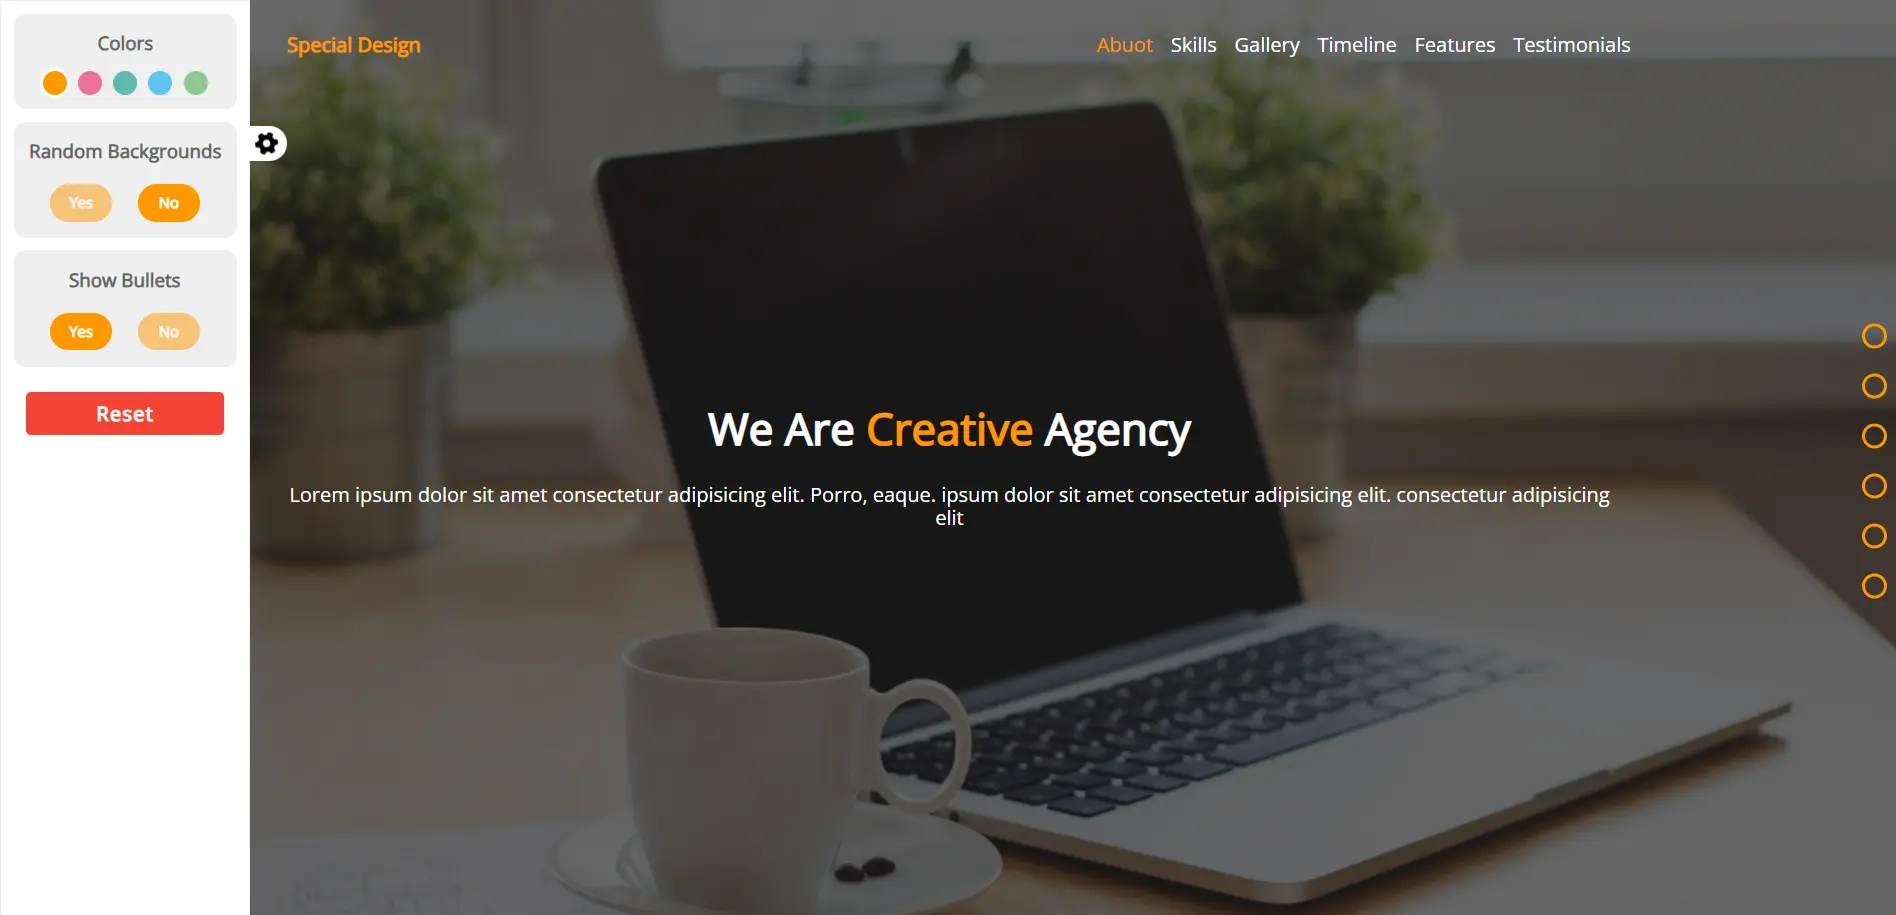 Colors
Random Backgrounds
Yes No
Show Bullets
Yes No
Reset
Special Design
Abuot Skills Gallery Timeline Features Testimonials
We Are Creative Agency
Lorem ipsum dolor sit amet consectetur adipisicing elit. Porro, eaque. ipsum dolor sit amet consectetur adipisicing elit. consectetur adipisicing
elit